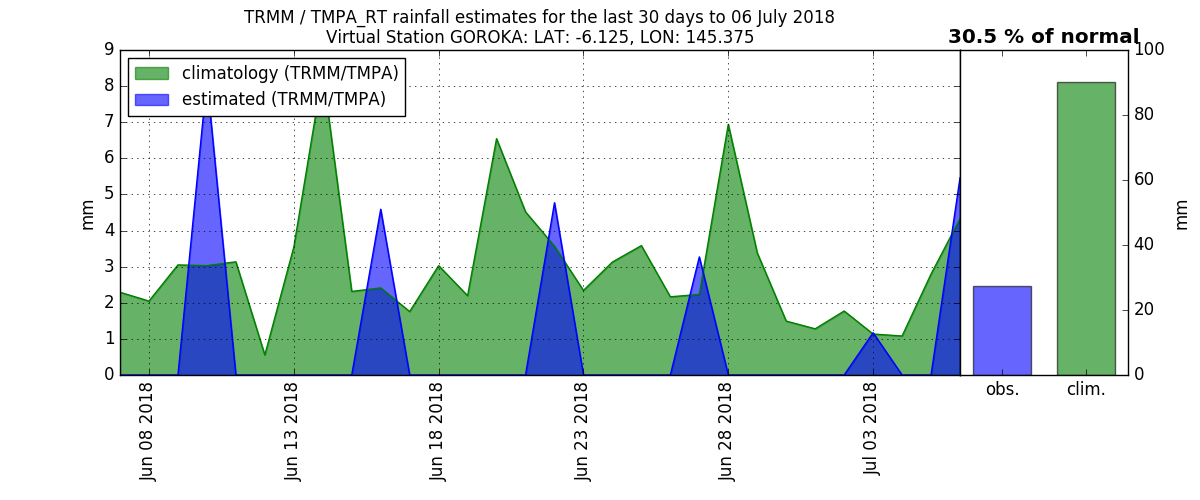 TRMM / TMPA_RT rainfall estimates for the last 30 days to 06 July 2018
Virtual Station GOROKA: LAT: -6.125, LON: 145.375
30.5 % of normal
climatology (TRMM/TMPA)
estimated (TRMM/TMPA)
mm
9
8
7
6
5
4
3
2
1
0
Jun 08 2018
Jun 13 2018
Jun 18 2018
Jun 23 2018
Jun 28 2018
Jul 03 2018
obs.
clim.
100
80
60
40
20
0
mm